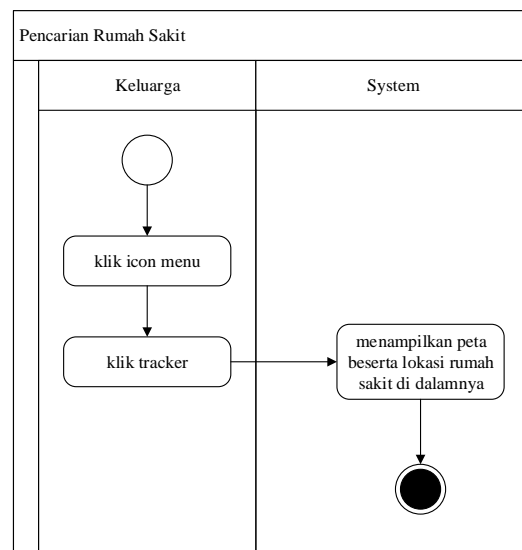 Pencarian Rumah Sakit
Keluarga
System
klik icon menu
klik tracker
menampilkan peta
beserta lokasi rumah
sakit di dalamnya